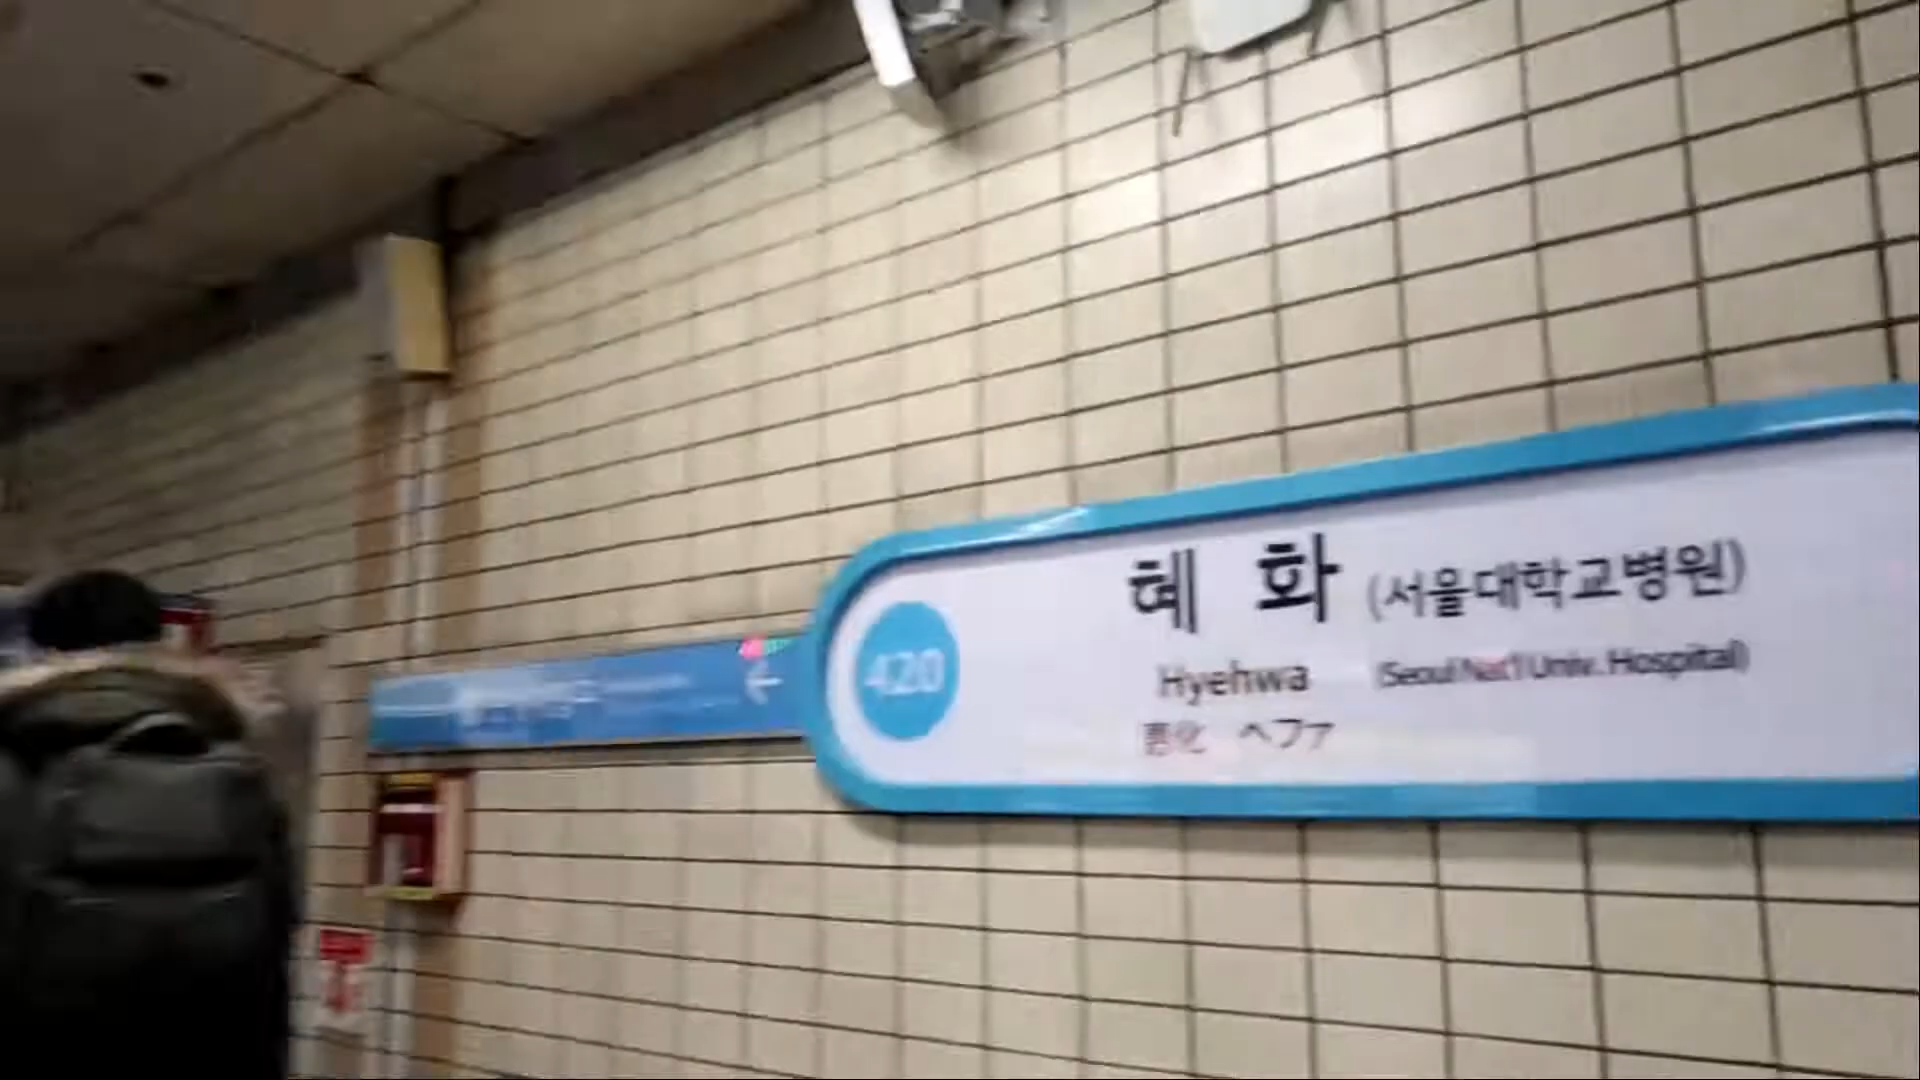 420
혜 화 (서울대학교병원)
Hyehwa (Seoul Nat'l Univ. Hospital)
惠化 ヘファ